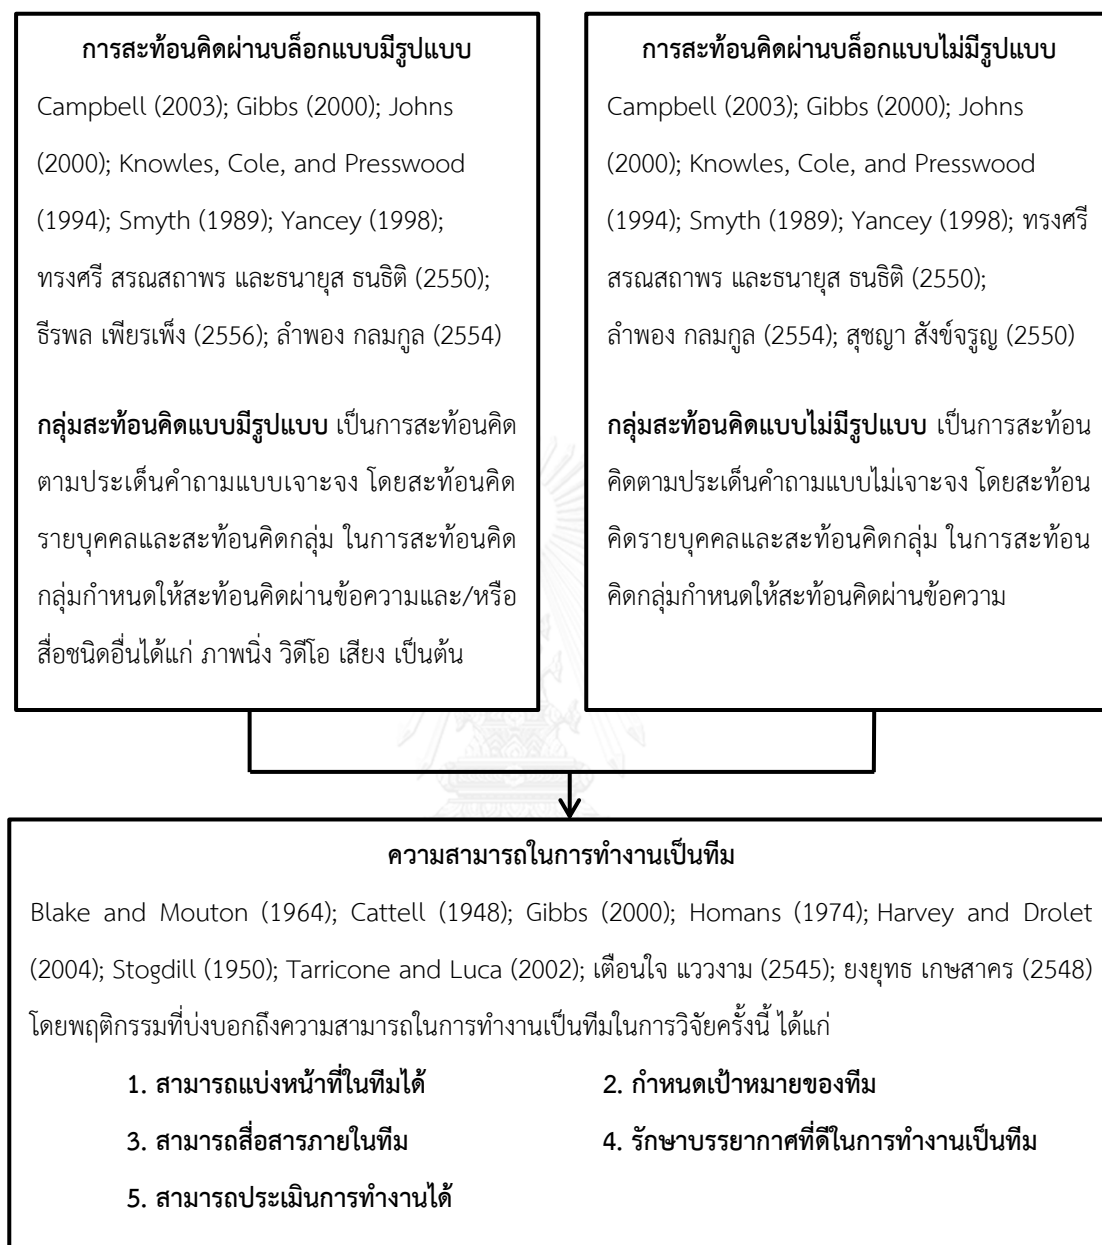 การสะท้อนคิดผ่านบล็อกแบบมีรูปแบบ
Campbell (2003); Gibbs (2000); Johns
(2000); Knowles, Cole, and Presswood
(1994); Smyth (1989); Yancey (1998);
ทรงศรี สรณสถาพร และธนายุส ธนธิติ (2550);
ธีรพล เพียรเพ็ง (2556); ลำพอง กลมกูล (2554)
กลุ่มสะท้อนคิดแบบมีรูปแบบ เป็นการสะท้อนคิด
ตามประเด็นคำถามแบบเจาะจง โดยสะท้อนคิด
รายบุคคลและสะท้อนคิดกลุ่ม ในการสะท้อนคิด
กลุ่มกำหนดให้สะท้อนคิดผ่านข้อความและ/หรือ
สื่อชนิดอื่นได้แก่ ภาพนิ่ง วิดีโอ เสียง เป็นต้น
การสะท้อนคิดผ่านบล็อกแบบไม่มีรูปแบบ
Campbell (2003); Gibbs (2000); Johns
(2000); Knowles, Cole, and Presswood
(1994); Smyth (1989); Yancey (1998); ทรงศรี
สรณสถาพร และธนายุส ธนธิติ (2550);
ลำพอง กลมกูล (2554); สุชญา สังข์จรูญ (2550)
กลุ่มสะท้อนคิดแบบไม่มีรูปแบบ เป็นการสะท้อน
คิดตามประเด็นคำถามแบบไม่เจาะจง โดยสะท้อน
คิดรายบุคคลและสะท้อนคิดกลุ่ม ในการสะท้อน
คิดกลุ่มกำหนดให้สะท้อนคิดผ่านข้อความ
ความสามารถในการทำงานเป็นทีม
Blake and Mouton (1964); Cattell (1948); Gibbs (2000); Homans (1974); Harvey and Drolet
(2004); Stogdill (1950); Tarricone and Luca (2002); เตือนใจ แววงาม (2545); ยงยุทธ เกษสาคร (2548)
โดยพฤติกรรมที่บ่งบอกถึงความสามารถในการทำงานเป็นทีมในการวิจัยครั้งนี้ ได้แก่
1. สามารถแบ่งหน้าที่ในทีมได้ 2. กำหนดเป้าหมายของทีม
3. สามารถสื่อสารภายในทีม 4. รักษาบรรยากาศที่ดีในการทำงานเป็นทีม
5. สามารถประเมินการทำงานได้